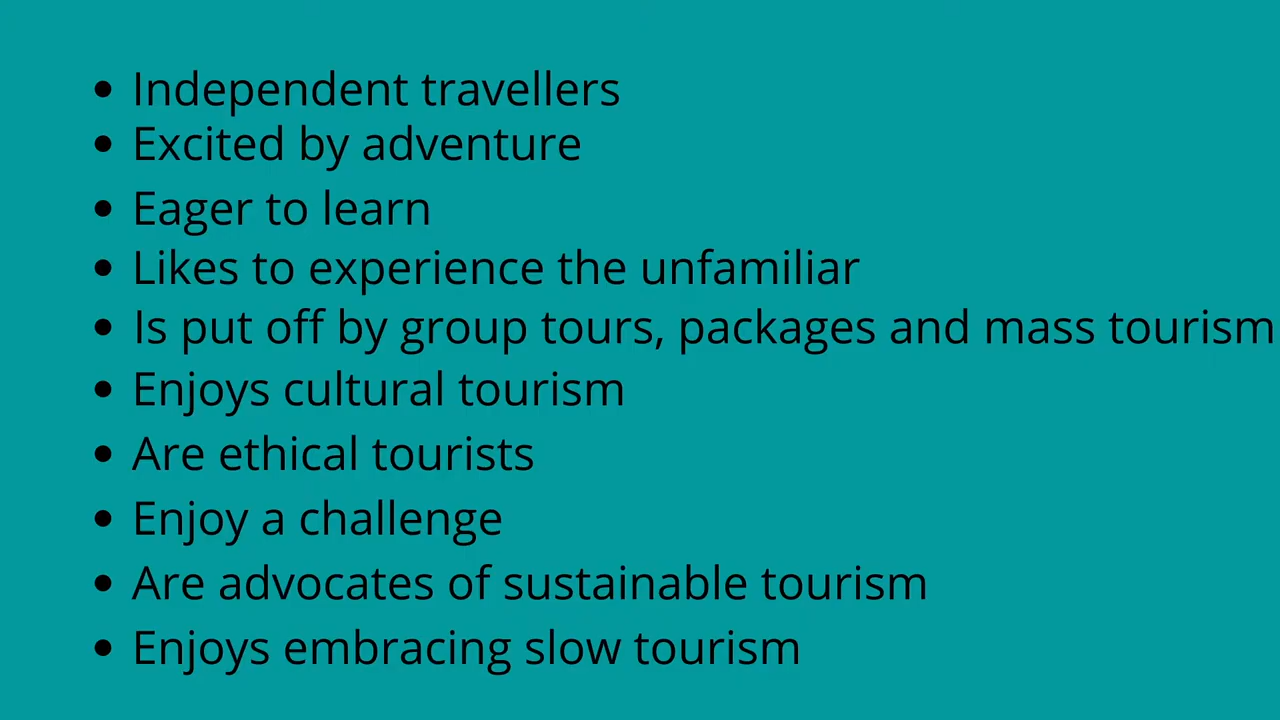 • Independent travellers
• Excited by adventure
• Eager to learn
• Likes to experience the unfamiliar
• Is put off by group tours, packages and mass tourism
• Enjoys cultural tourism
• Are ethical tourists
• Enjoy a challenge
• Are advocates of sustainable tourism
• Enjoys embracing slow tourism